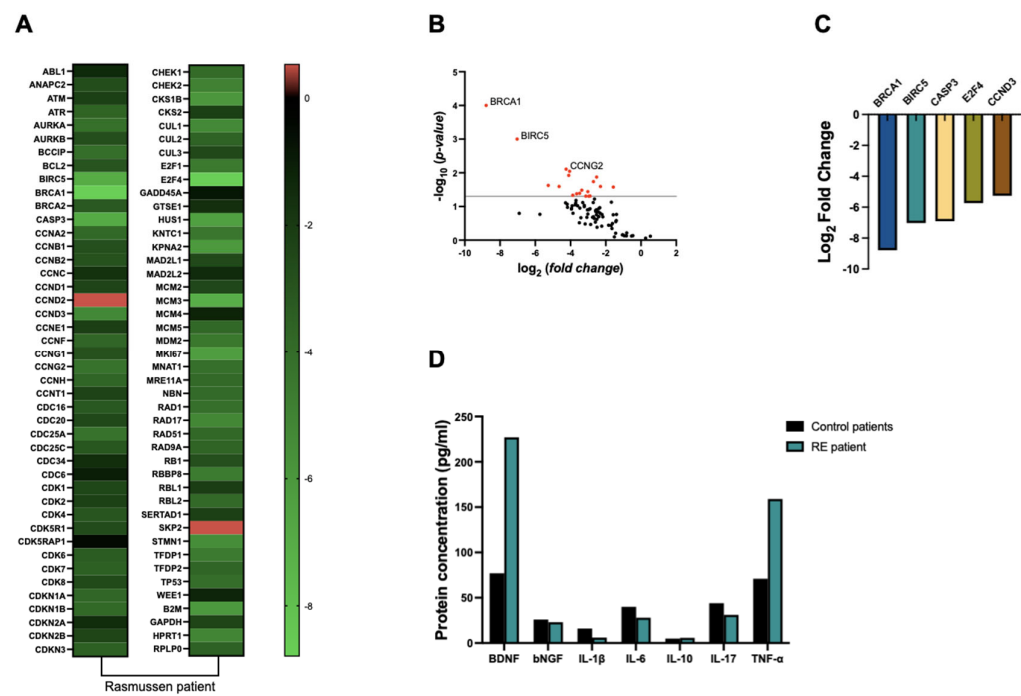 A
ABL1
ANAPC2
ATM
ATR
AURKA
AURKB
BCCIP
BCL2
BIRC5
BRCA1
BRCA2
CASP3
CCNA2
CCNB1
CCNB2
CCNC
CCND1
CCND2
CCND3
CCNE1
CCNF
CCNG1
CCNG2
CCNH
CCNT1
CDC16
CDC20
CDC25A
CDC25C
CDC34
CDC6
CDK1
CDK2
CDK4
CDK5R1
CDK5RAP1
CDK6
CDK7
CDK8
CDKN1A
CDKN1B
CDKN2A
CDKN2B
CDKN3
CHEK1
CHEK2
CKS1B
CKS2
CUL1
CUL2
CUL3
E2F1
E2F4
GADD45A
GTSE1
HUS1
KNTC1
KPNA2
MAD2L1
MAD2L2
MCM2
MCM3
MCM4
MCM5
MDM2
MKI67
MNAT1
MRE11A
NBN
RAD1
RAD17
RAD51
RAD9A
RB1
RBBP8
RBL1
RBL2
SERTAD1
SKP2
STMN1
TFDP1
TFDP2
TP53
WEE1
B2M
GAPDH
HPRT1
RPLP0
Rasmussen patient
0
-2
-4
-6
-8
B
-log10 (p-value)
5
4
3
2
1
0
BRCA1
BIRC5
CCNG2
-10 -8 -6 -4 -2 0 2
log2 (fold change)
C
BRCA1 BIRC5 CASP3 E2F4 CCND3
Log2 Fold Change
0
-2
-4
-6
-8
-10
D
Protein concentration (pg/ml)
250
200
150
100
50
0
BDNF bNGF IL-1β IL-6 IL-10 IL-17 TNF-α
Control patients
RE patient